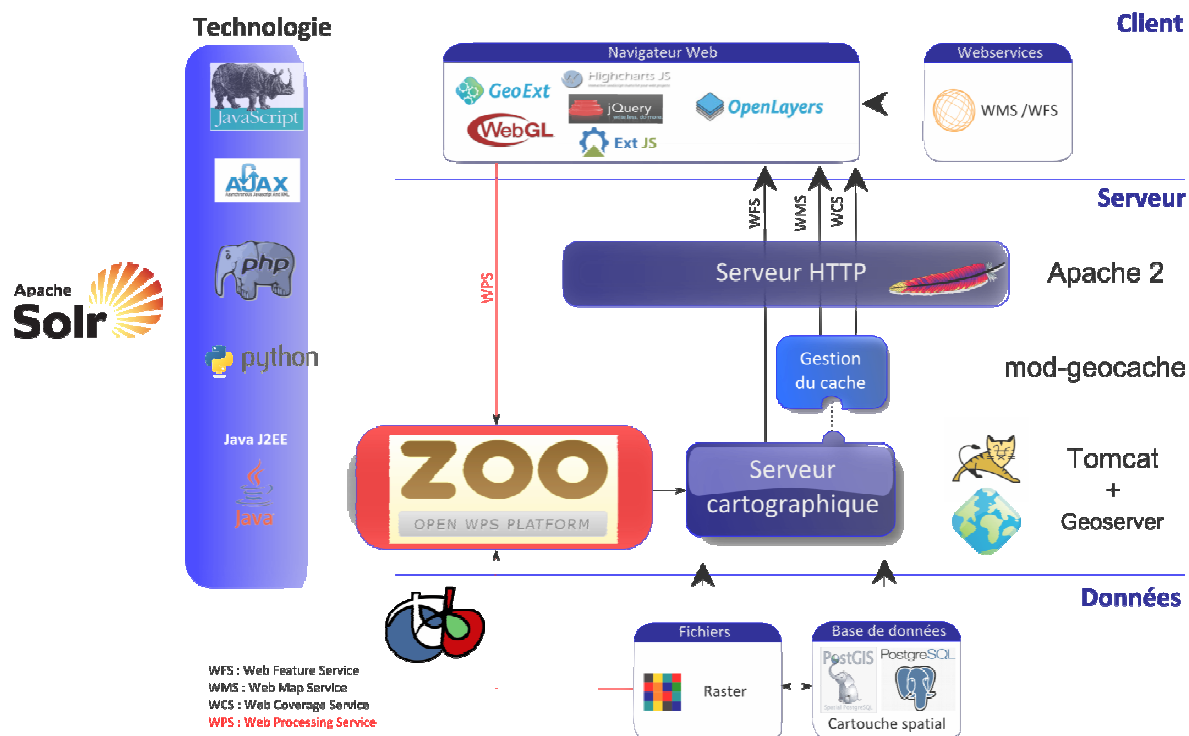 Technologie
JavaScript
AJAX
php
python
Java J2EE
Java
Apache
Solr
Client
Navigateur Web
GeoExt
Highcharts JS
jQuery
WebGL
Ext JS
OpenLayers
Webservices
WMS /WFS
Serveur
WPS
WFS
WMS
WCS
Serveur HTTP
Apache 2
Gestion
du cache
mod-geocache
ZOO
OPEN WPS PLATFORM
Serveur
cartographique
Tomcat
+
Geoserver
Données
Fichiers
Raster
Base de données
PostGIS
PostgreSQL
Cartouche spatial
WFS : Web Feature Service
WMS : Web Map Service
WCS : Web Coverage Service
WPS : Web Processing Service